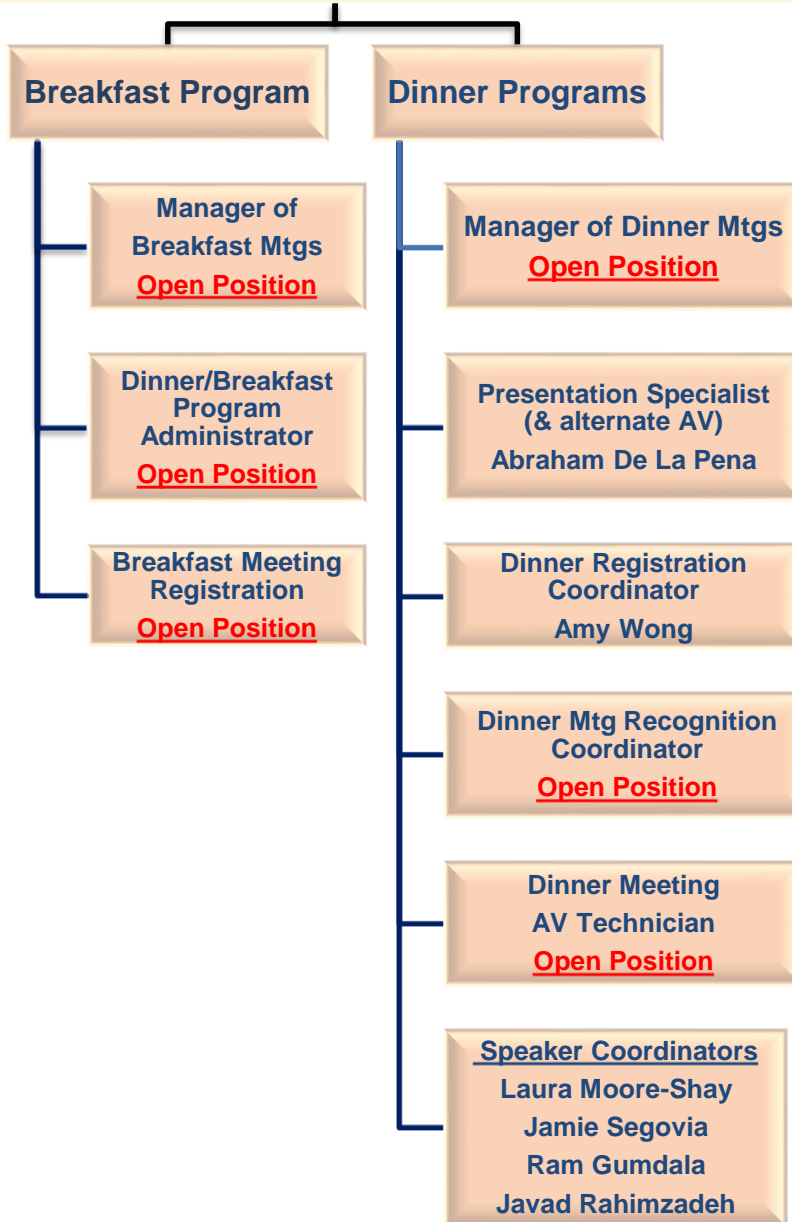 Breakfast Program
Manager of
Breakfast Mtgs
Open Position
Dinner/Breakfast
Program
Administrator
Open Position
Breakfast Meeting
Registration
Open Position
Dinner Programs
Manager of Dinner Mtgs
Open Position
Presentation Specialist
(& alternate AV)
Abraham De La Pena
Dinner Registration
Coordinator
Amy Wong
Dinner Mtg Recognition
Coordinator
Open Position
Dinner Meeting
AV Technician
Open Position
Speaker Coordinators
Laura Moore-Shay
Jamie Segovia
Ram Gumdala
Javad Rahimzadeh